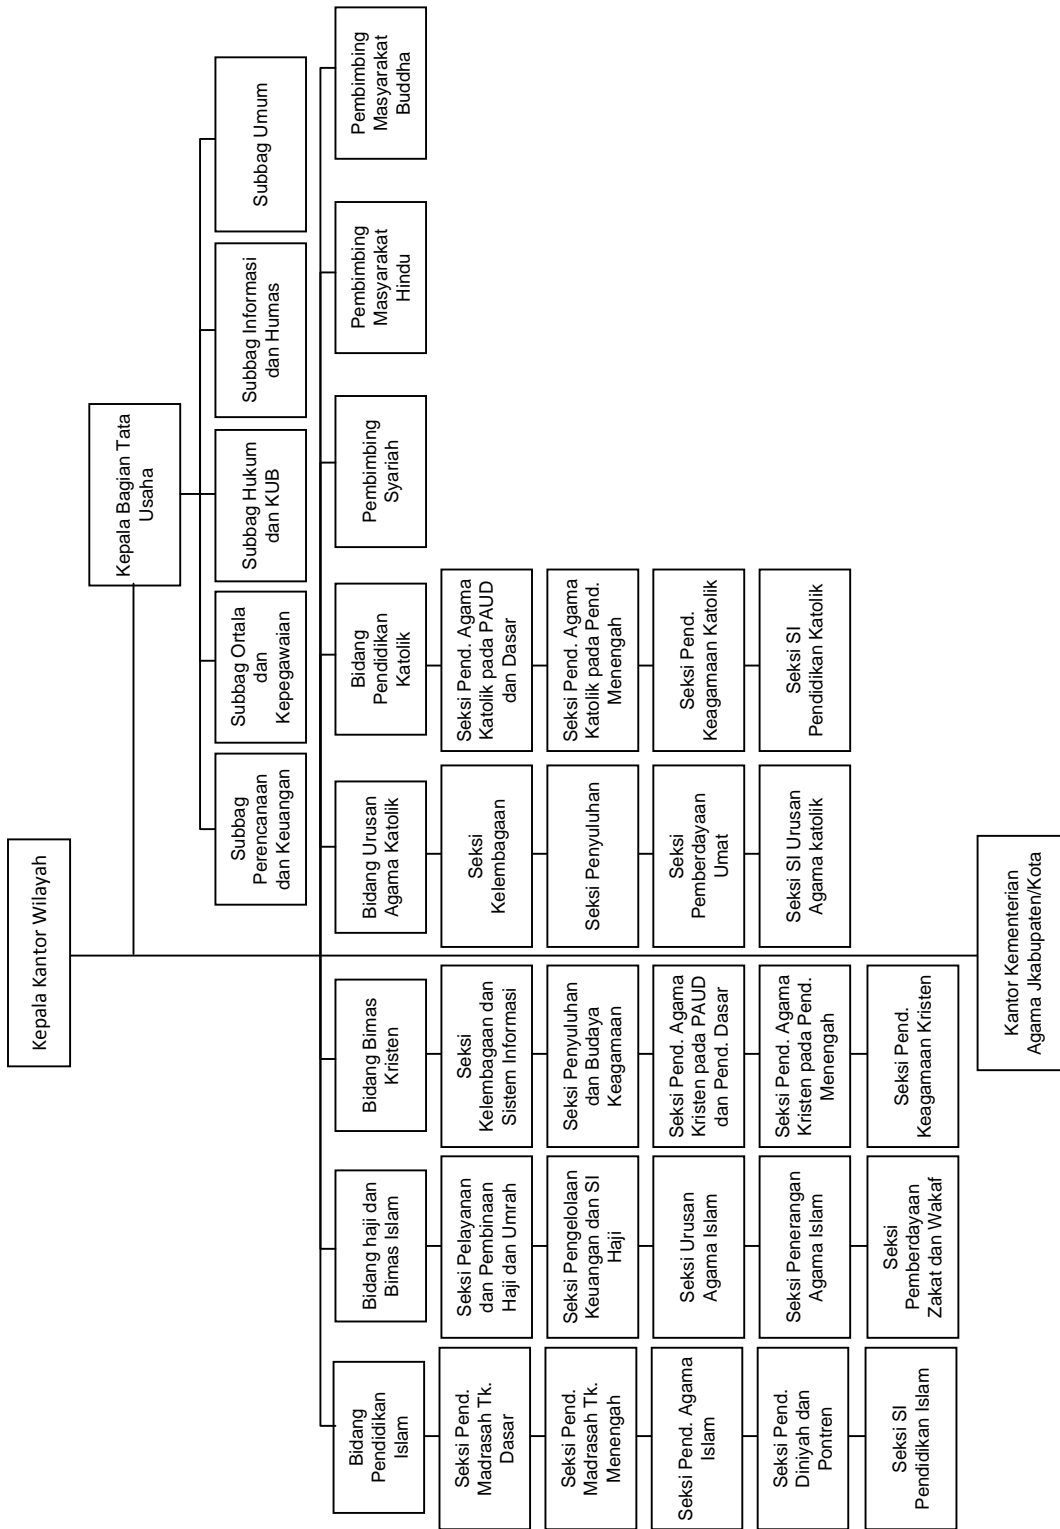 Kepala Kantor Wilayah
Kepala Bagian Tata
Usaha
Subbag
Perencanaan
dan Keuangan
Subbag Ortala
dan
Kepegawaian
Subbag Hukum
dan KUB
Subbag Informasi
dan Humas
Subbag Umum
Bidang
Pendidikan
Islam
Bidang haji dan
Bimas Islam
Bidang Bimas
Kristen
Bidang Urusan
Agama Katolik
Bidang
Pendidikan
Katolik
Pembimbing
Syariah
Pembimbing
Masyarakat
Hindu
Pembimbing
Masyarakat
Buddha
Seksi Pend.
Madrasah Tk.
Dasar
Seksi Pelayanan
dan Pembinaan
Haji dan Umrah
Seksi
Kelembagaan dan
Sistem Informasi
Seksi
Kelembagaan
Seksi Pend. Agama
Katolik pada PAUD
dan Dasar
Seksi Pend.
Madrasah Tk.
Menengah
Seksi Pengelolaan
Keuangan dan SI
Haji
Seksi Penyuluhan
dan Budaya
Keagamaan
Seksi Penyuluhan
Seksi Pend. Agama
Katolik pada Pend.
Menengah
Seksi Pend. Agama
Islam
Seksi Urusan
Agama Islam
Seksi Pend. Agama
Kristen pada PAUD
dan Pend. Dasar
Seksi
Pemberdayaan
Umat
Seksi Pend.
Keagamaan Katolik
Seksi Pend.
Diniyah dan
Pontren
Seksi Penerangan
Agama Islam
Seksi Pend. Agama
Kristen pada Pend.
Menengah
Seksi SI Urusan
Agama katolik
Seksi SI
Pendidikan Katolik
Seksi SI
Pendidikan Islam
Seksi
Pemberdayaan
Zakat dan Wakaf
Seksi Pend.
Keagamaan Kristen
Kantor Kementerian
Agama Jkabupaten/Kota